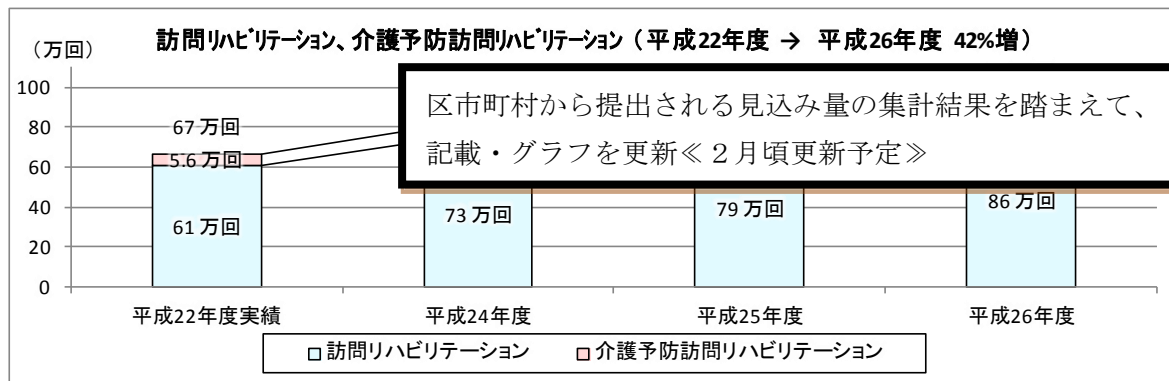 訪問リハビリテーション、介護予防訪問リハビリテーション（平成22年度 → 平成26年度 42%増）
（万回）
区市町村から提出される見込み量の集計結果を踏まえて、
記載・グラフを更新≪２月頃更新予定≫
100
80
60
40
20
0
67 万回
5.6 万回
61 万回
73 万回
79 万回
86 万回
平成22年度実績
平成24年度
平成25年度
平成26年度
訪問リハビリテーション
介護予防訪問リハビリテーション